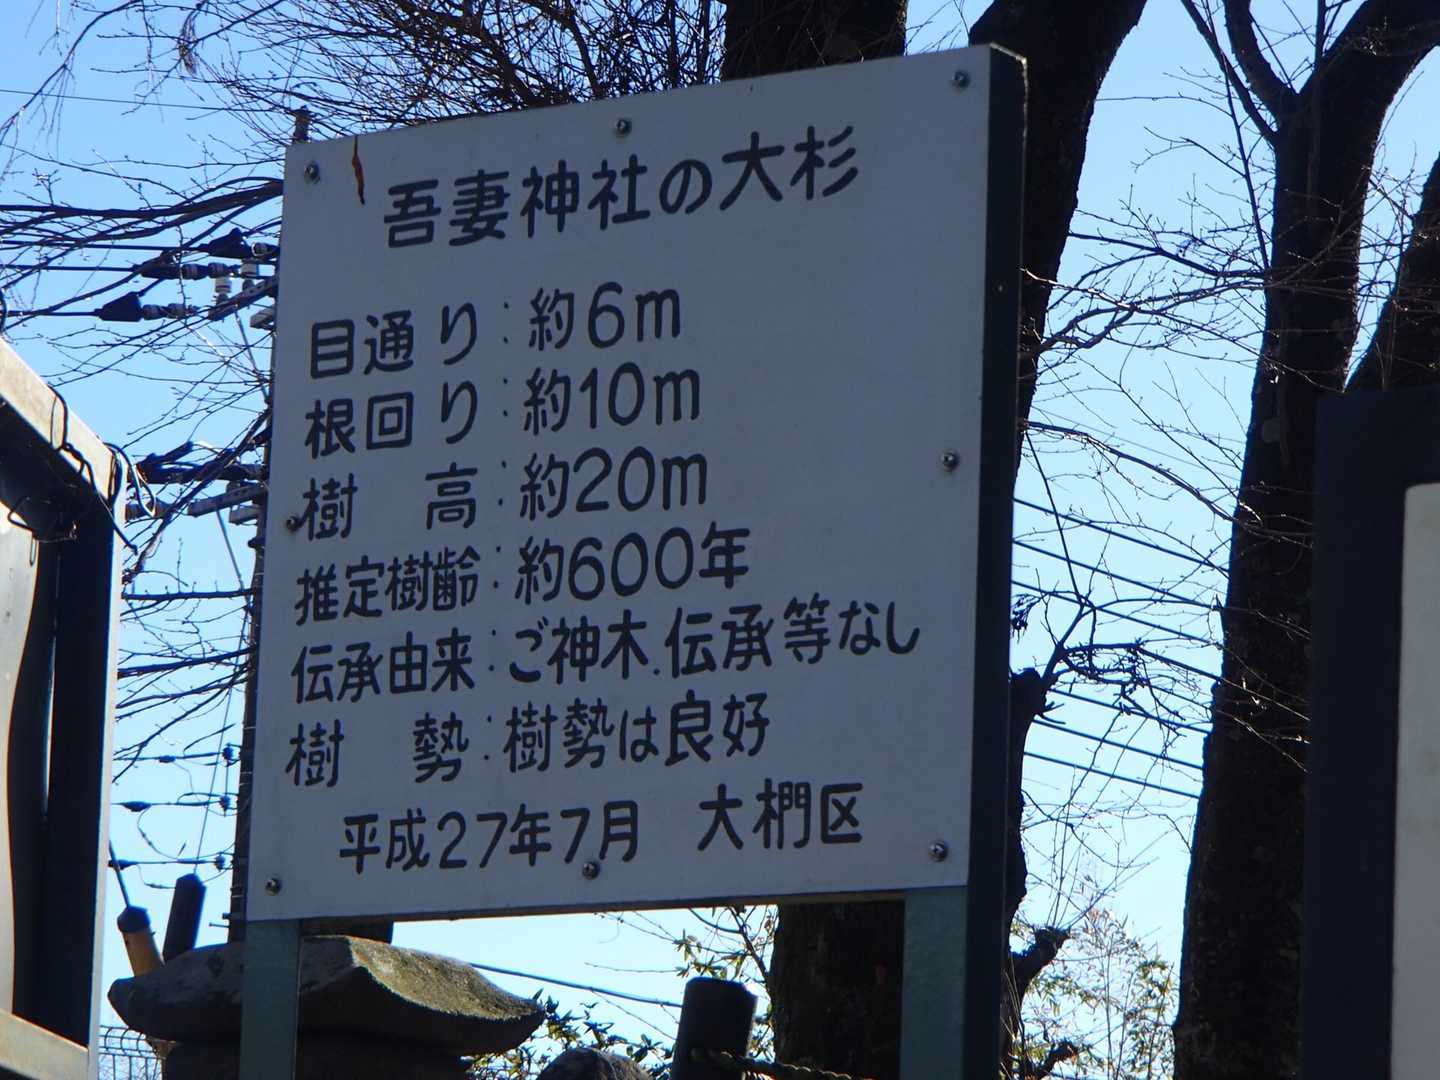 吾妻神社の大杉
目通り:約6m
根回り:約10m
樹　高:約20m
推定樹齢:約600年
伝承由来:ご神木.伝承等なし
樹　勢:樹勢は良好
平成27年7月　大椚区